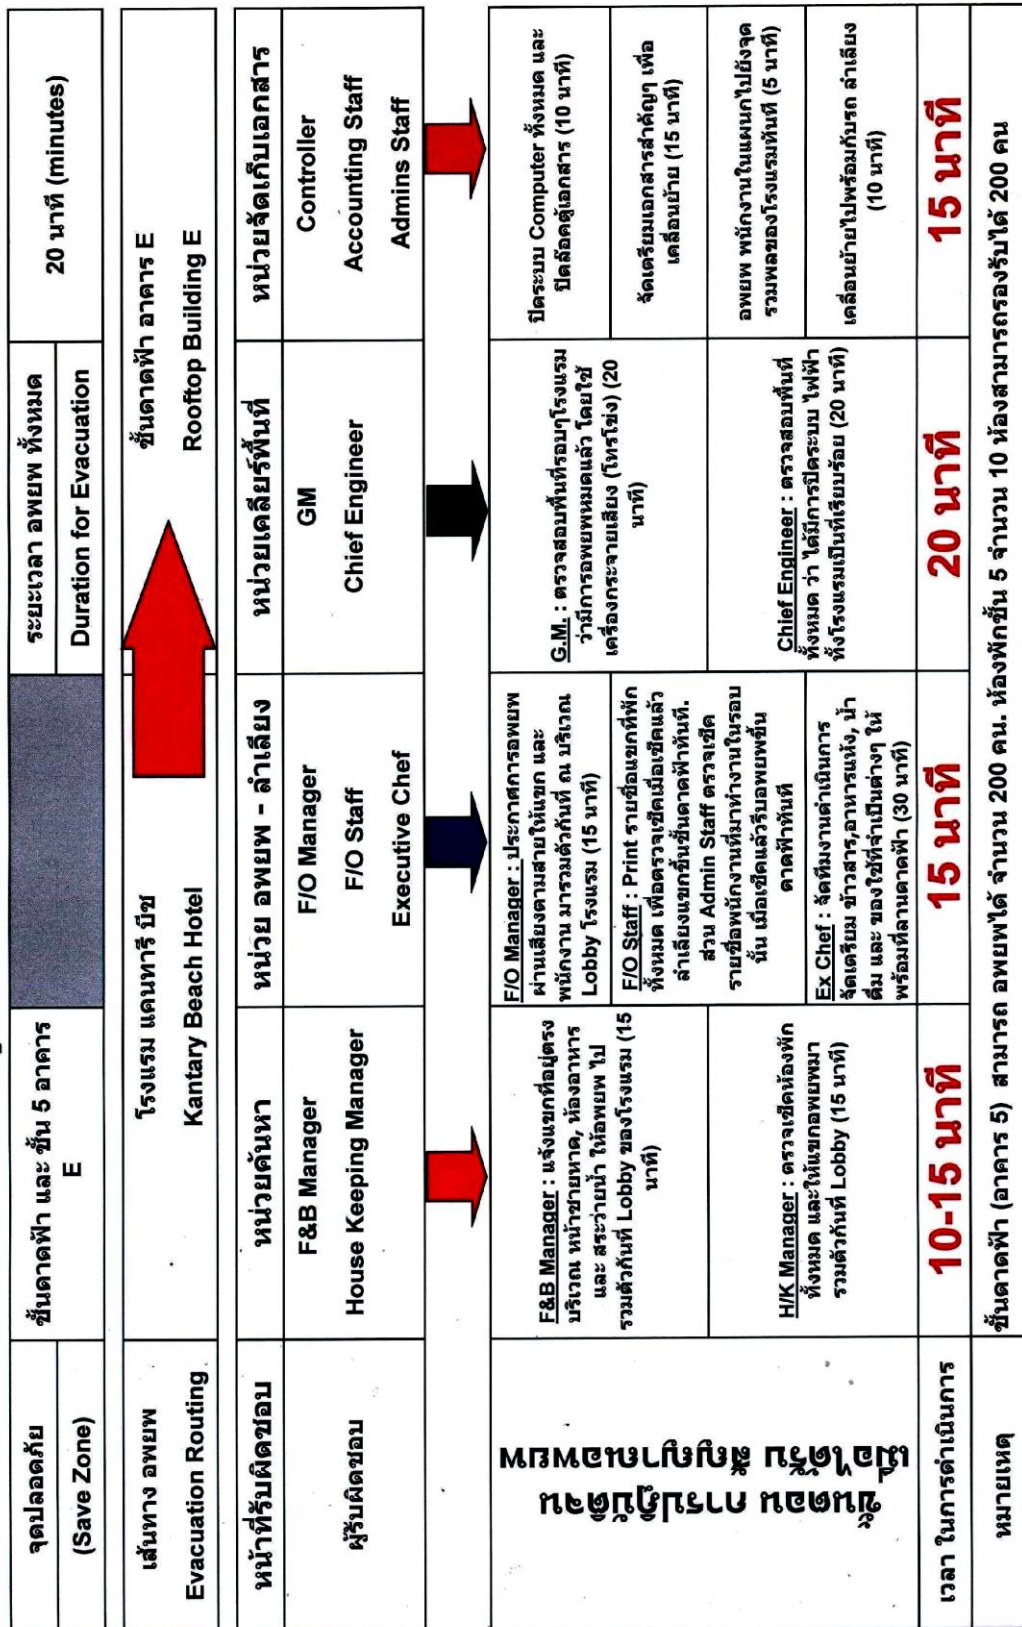 จุดปลอดภัย
(Save Zone)
ชั้นดาดฟ้า และ ชั้น 5 อาคาร
E
ระยะเวลา อพยพ ทั้งหมด
Duration for Evacuation
20 นาที (minutes)
เส้นทาง อพยพ
Evacuation Routing
โรงแรม แคนทารี บีช
Kantary Beach Hotel
ชั้นดาดฟ้า อาคาร E
Rooftop Building E
หน้าที่รับผิดชอบ
หน่วยค้นหา
หน่วย อพยพ - ลำเลียง
หน่วยเคลียร์พื้นที่
หน่วยจัดเก็บเอกสาร
ผู้รับผิดชอบ
F&B Manager
House Keeping Manager
F/O Manager
F/O Staff
Executive Chef
GM
Chief Engineer
Controller
Accounting Staff
Admins Staff
ขั้นตอน การปฏิบัติตน
เมื่อได้รับ สัญญาณอพยพ
F&B Manager : แจ้งแขกที่อยู่ตรง
บริเวณ หน้าชายหาด, ห้องอาหาร
และ สระว่ายน้ำ ให้อพยพ ไป
รวมตัวกันที่ Lobby ของโรงแรม (15
นาที)
H/K Manager : ตรวจเช็คห้องพัก
ทั้งหมด และให้แขกอพยพมา
รวมตัวกันที่ Lobby (15 นาที)
F/O Manager : ประกาศการอพยพ
ผ่านเสียงตามสายให้แขก และ
พนักงาน มารวมตัวกันที่ ณ บริเวณ
Lobby โรงแรม (15 นาที)
F/O Staff : Print รายชื่อแขกที่พัก
ทั้งหมด เพื่อตรวจเช็คเมื่อเช็คแล้ว
ลำเลียงแขกขึ้นชั้นดาดฟ้าทันที.
ส่วน Admin Staff ตรวจเช็ค
รายชื่อพนักงานที่มาทำงานในรอบ
นั้น เมื่อเช็คแล้วรีบอพยพขึ้น
ดาดฟ้าทันที
Ex Chef : จัดทีมงานดำเนินการ
จัดเตรียม ข้าวสาร,อาหารแห้ง, น้ำ
ดื่ม และ ของใช้ที่จำเป็นต่างๆ ให้
พร้อมที่ลานดาดฟ้า (30 นาที)
G.M. : ตรวจสอบพื้นที่รอบๆโรงแรม
ว่ามีการอพยพหมดแล้ว โดยใช้
เครื่องกระจายเสียง (โทรโข่ง) (20
นาที)
Chief Engineer : ตรวจสอบพื้นที่
ทั้งหมด ว่า ได้มีการปิดระบบ ไฟฟ้า
ทั้งโรงแรมเป็นที่เรียบร้อย (20 นาที)
ปิดระบบ Computer ทั้งหมด และ
ปิดล๊อคตู้เอกสาร (10 นาที)
จัดเตรียมเอกสารสำคัญๆ เพื่อ
เคลื่อนย้าย (15 นาที)
อพยพ พนักงานในแผนกไปยังจุด
รวมพลของโรงแรมทันที (5 นาที)
เคลื่อนย้ายไปพร้อมกับรถ ลำเลียง
(10 นาที)
เวลา ในการดำเนินการ
10-15 นาที
15 นาที
20 นาที
15 นาที
หมายเหตุ
ชั้นดาดฟ้า (อาคาร 5) สามารถ อพยพได้ จำนวน 200 คน. ห้องพักชั้น 5 จำนวน 10 ห้องสามารถรองรับได้ 200 คน